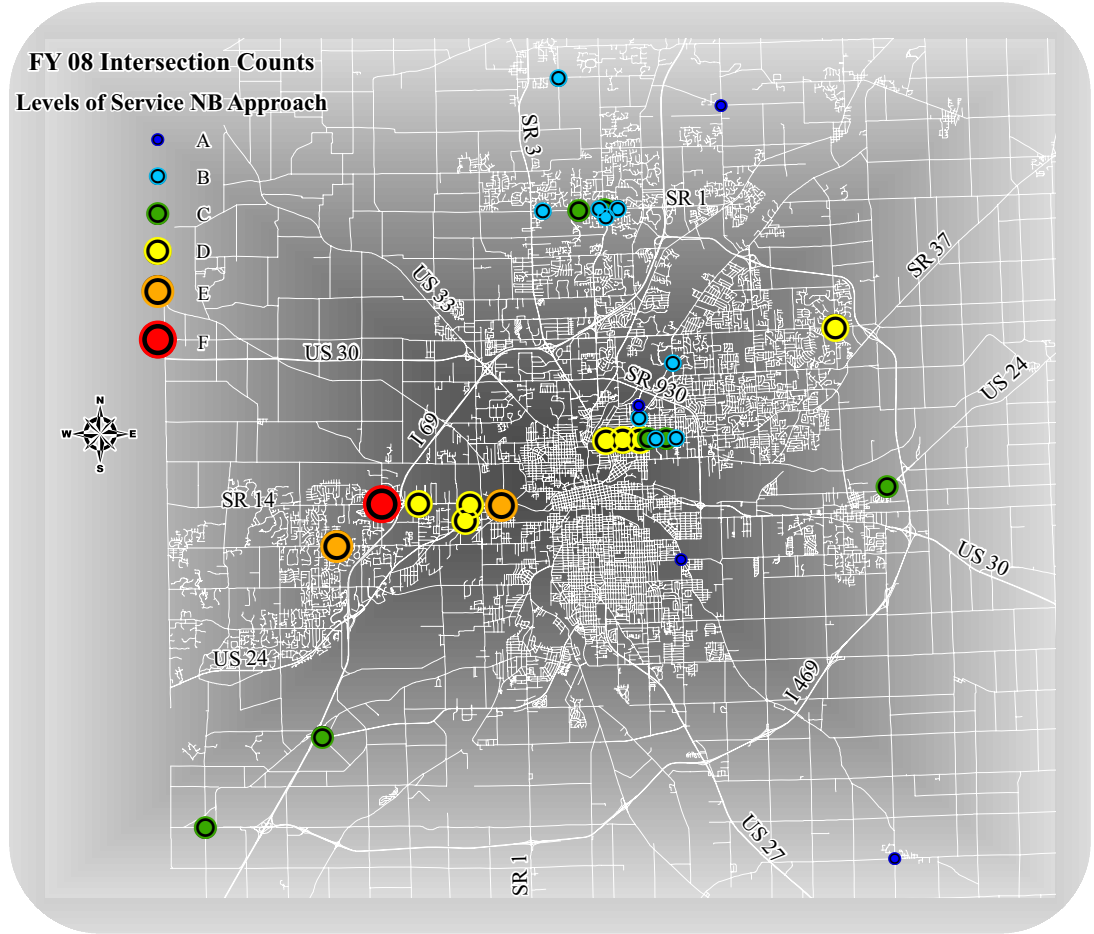 FY 08 Intersection Counts
Levels of Service NB Approach
A
B
C
D
E
F
SR 3
SR 1
SR 37
US 33
US 30
SR 930
US 24
I 69
N
W E
S
SR 14
US 30
US 24
I 469
US 27
SR 1